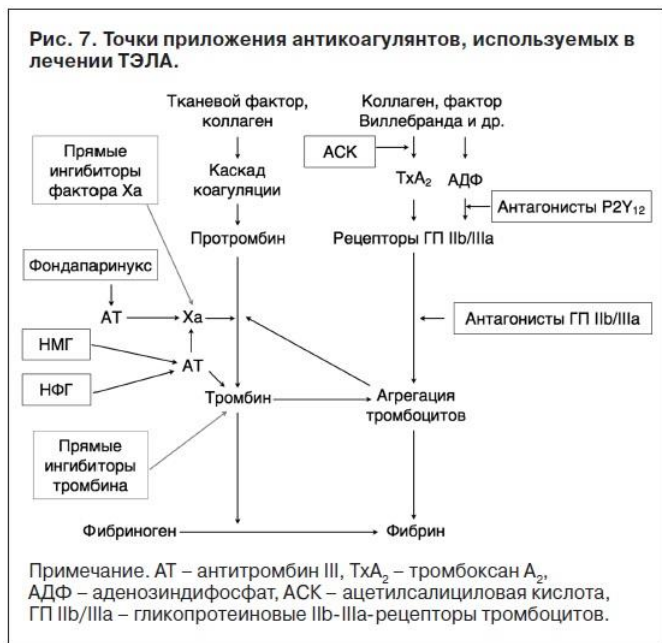 Рис. 7. Точки приложения антикоагулянтов, используемых в
лечении ТЭЛА.
Тканевой фактор,
коллаген
Коллаген, фактор
Виллебранда и др.
Прямые
ингибиторы
фактора Xa
АСК
Каскад
коагуляции
TxA₂
АДФ
Антагонисты P2Y₁₂
Протромбин
Рецепторы ГП IIb/IIIa
Фондапаринукс
АТ
Xa
Антагонисты ГП IIb/IIIa
НМГ
АТ
НФГ
Тромбин
Агрегация
тромбоцитов
Прямые
ингибиторы
тромбина
Фибриноген
Фибрин
Примечание. АТ – антитромбин III, TxA₂ – тромбоксан A₂,
АДФ – аденозиндифосфат, АСК – ацетилсалициловая кислота,
ГП IIb/IIIa – гликопротеиновые IIb-IIIa-рецепторы тромбоцитов.